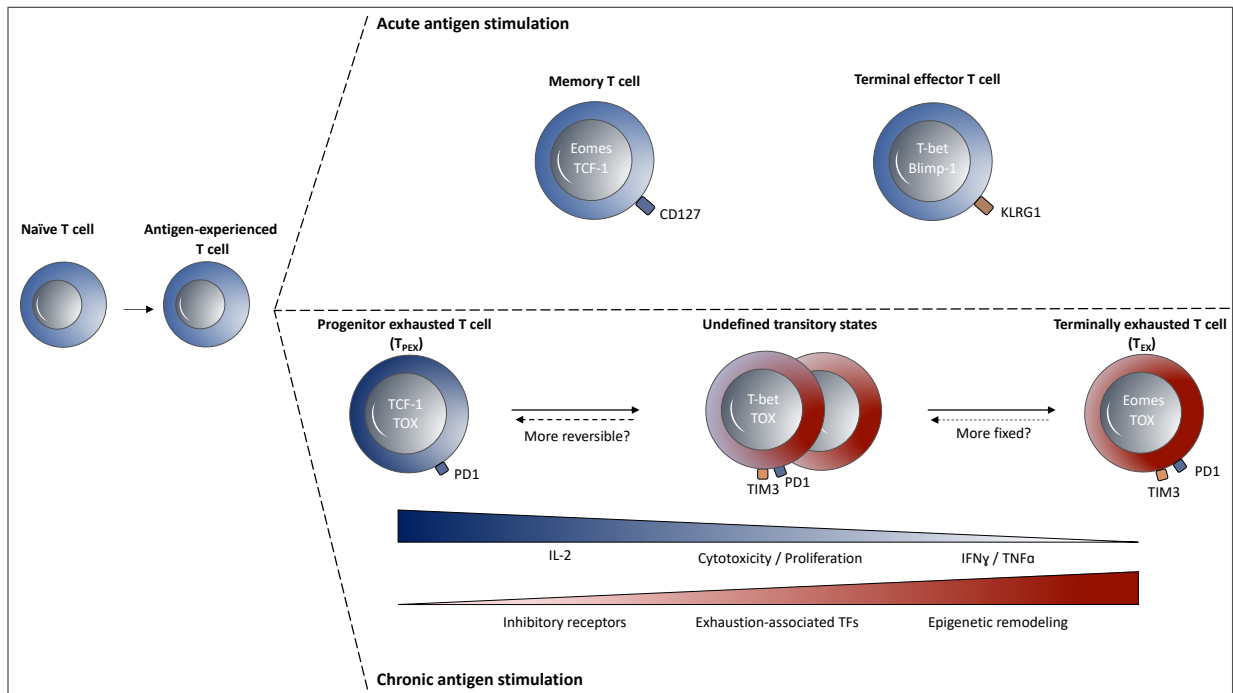 Acute antigen stimulation
Memory T cell
Terminal effector T cell
Eomes
TCF-1
CD127
T-bet
Blimp-1
KLRG1
Naïve T cell
Antigen-experienced
T cell
Progenitor exhausted T cell
(TPEX)
Undefined transitory states
Terminally exhausted T cell
(TEX)
TCF-1
TOX
PD1
More reversible?
T-bet
TOX
TIM3
PD1
More fixed?
Eomes
TOX
PD1
TIM3
IL-2
Cytotoxicity / Proliferation
IFNɣ / TNFα
Inhibitory receptors
Exhaustion-associated TFs
Epigenetic remodeling
Chronic antigen stimulation